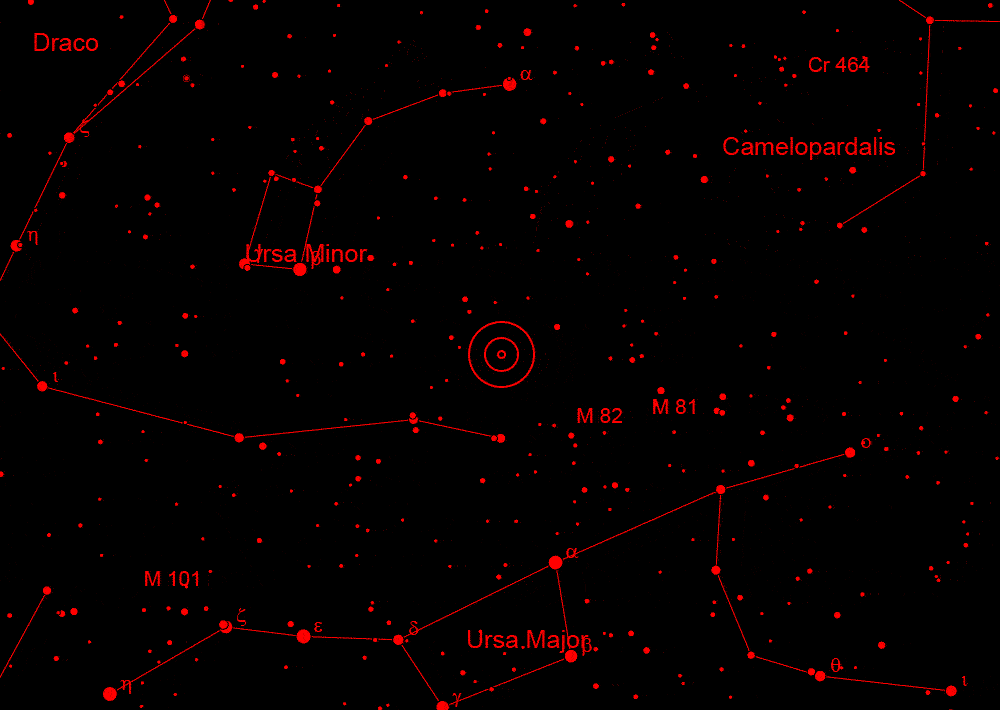 Draco
α
Cr 464
ζ
Camelopardalis
η
γ
Ursa Minor
β
ι
M 82
M 81
ο
α
M 101
ζ
ε
δ
Ursa Major
β
θ
ι
η
γ